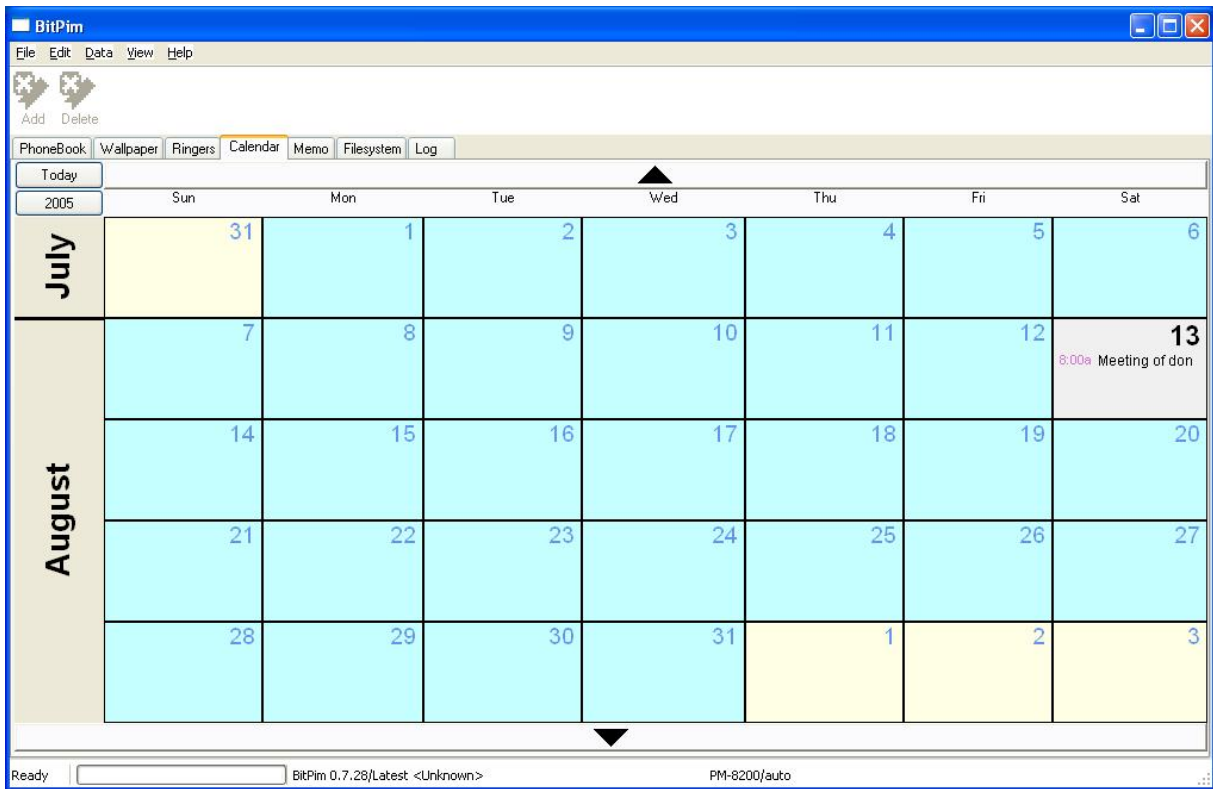 BitPim
File Edit Data View Help
Add Delete
PhoneBook Wallpaper Ringers Calendar Memo Filesystem Log
Today
2005 Sun Mon Tue Wed Thu Fri Sat
July
31 1 2 3 4 5 6
August
7 8 9 10 11 12 13
8:00a Meeting of don
14 15 16 17 18 19 20
21 22 23 24 25 26 27
28 29 30 31 1 2 3
Ready BitPim 0.7.28/Latest <Unknown> PM-8200/auto